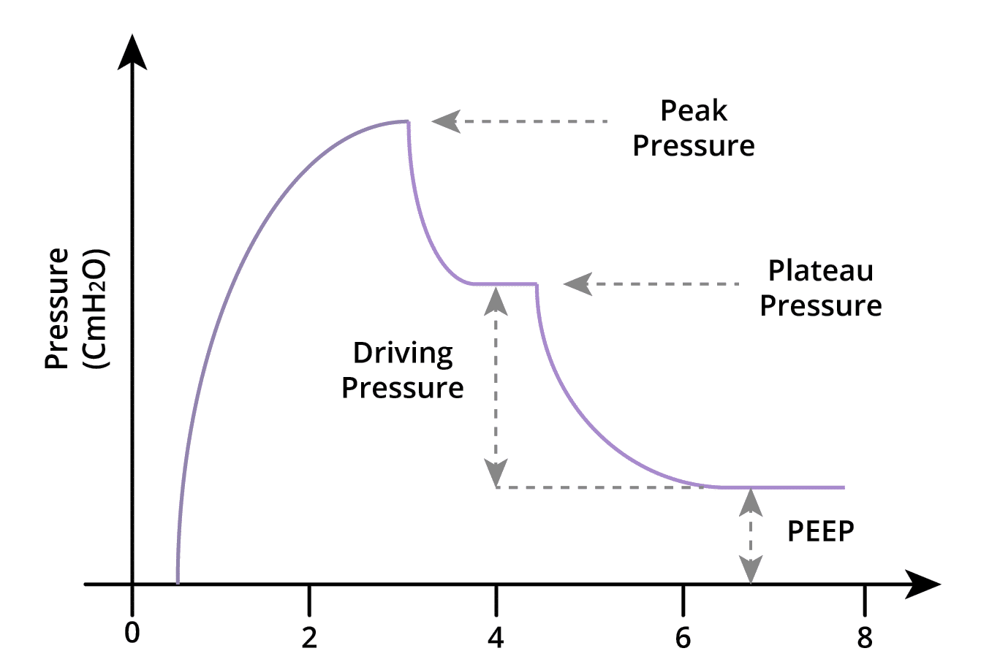 Peak
Pressure
Plateau
Pressure
Pressure
(CmH₂O)
Driving
Pressure
PEEP
0
2
4
6
8